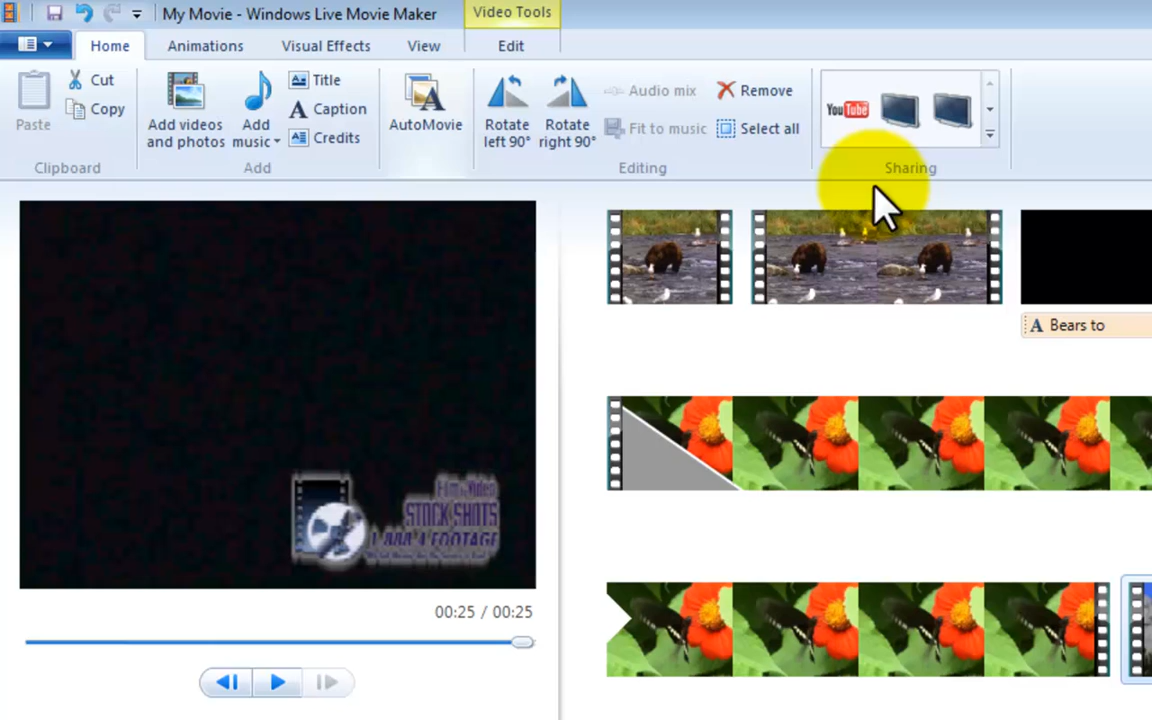 My Movie - Windows Live Movie Maker
Video Tools
Home
Animations
Visual Effects
View
Edit
Paste
Cut
Copy
Clipboard
Add videos
and photos
Add
music
Title
Caption
Credits
Add
AutoMovie
Rotate
left 90°
Rotate
right 90°
Audio mix
Fit to music
Remove
Select all
Editing
YouTube
Sharing
Bears to
Film & Video
STOCK SHOTS
00:25 / 00:25